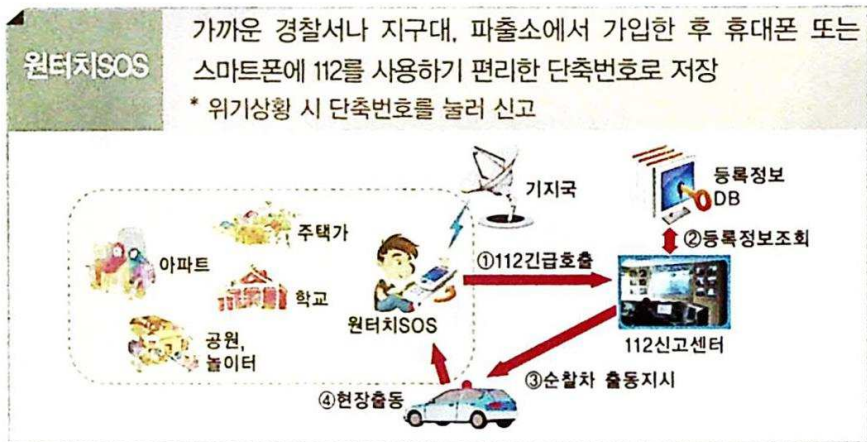 원터치SOS
가까운 경찰서나 지구대, 파출소에서 가입한 후 휴대폰 또는
스마트폰에 112를 사용하기 편리한 단축번호로 저장
* 위기상황 시 단축번호를 눌러 신고
기지국
등록정보
DB
주택가
아파트
①112긴급호출
②등록정보조회
학교
원터치SOS
공원,
놀이터
112신고센터
③순찰차 출동지시
④현장출동